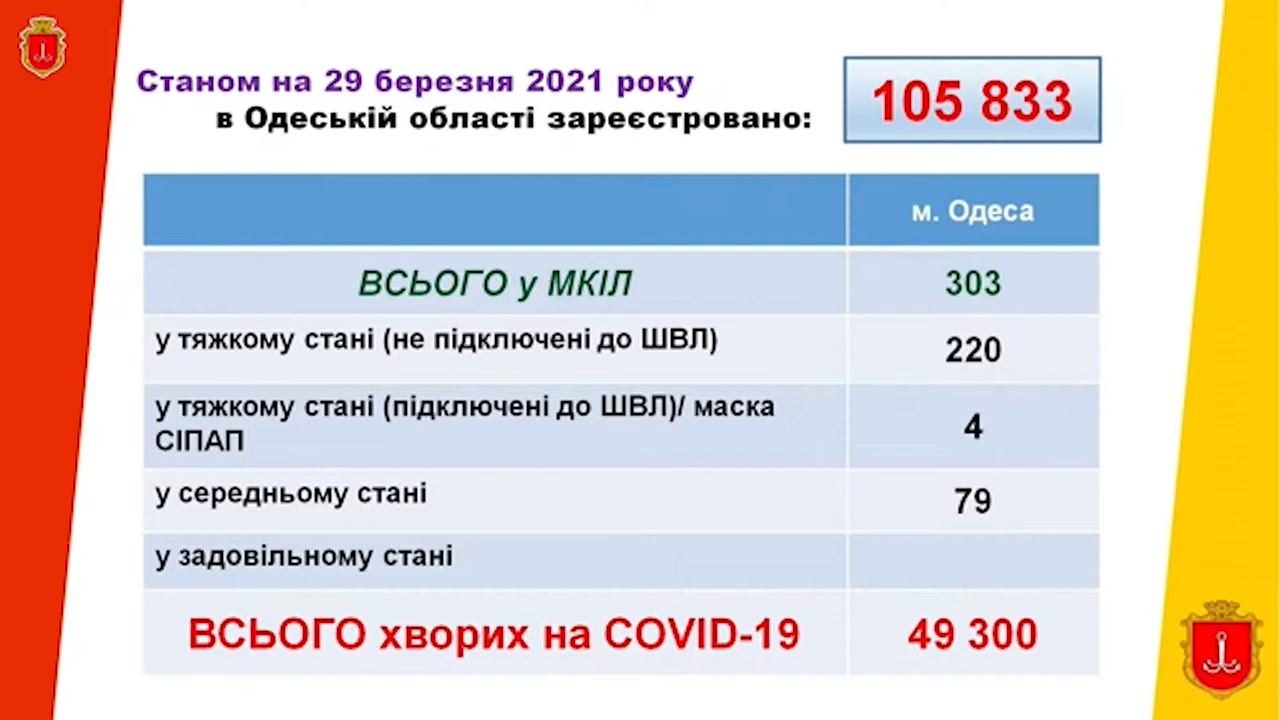 Станом на 29 березня 2021 року
в Одеській області зареєстровано:
105 833
м. Одеса
ВСЬОГО у МКІЛ
303
у тяжкому стані (не підключені до ШВЛ)
220
у тяжкому стані (підключені до ШВЛ)/ маска
СІПАП
4
у середньому стані
79
у задовільному стані
ВСЬОГО хворих на COVID-19
49 300